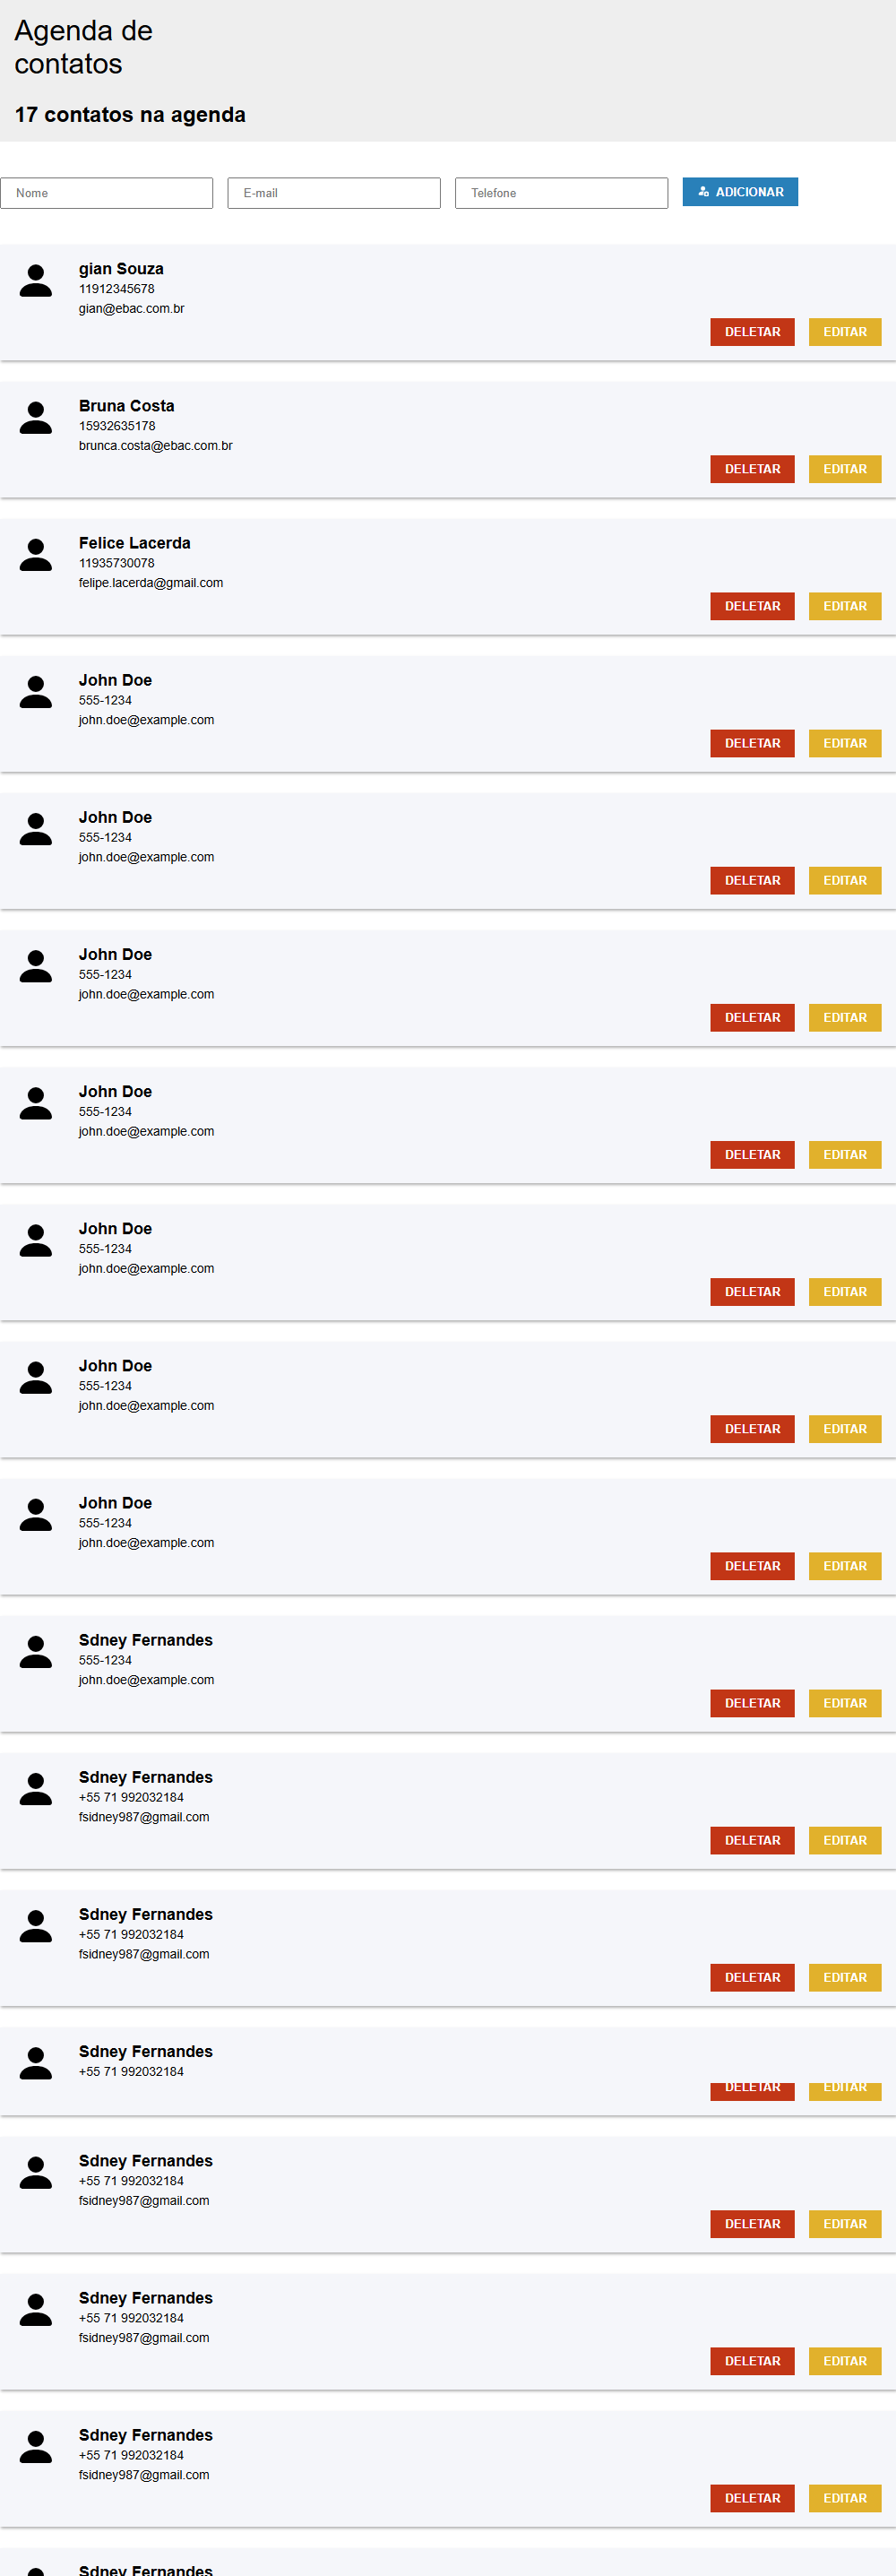 Agenda de
contatos
17 contatos na agenda
Nome
E-mail
Telefone
ADICIONAR
gian Souza
11912345678
gian@ebac.com.br
DELETAR
EDITAR
Bruna Costa
15932635178
brunca.costa@ebac.com.br
DELETAR
EDITAR
Felice Lacerda
11935730078
felipe.lacerda@gmail.com
DELETAR
EDITAR
John Doe
555-1234
john.doe@example.com
DELETAR
EDITAR
John Doe
555-1234
john.doe@example.com
DELETAR
EDITAR
John Doe
555-1234
john.doe@example.com
DELETAR
EDITAR
John Doe
555-1234
john.doe@example.com
DELETAR
EDITAR
John Doe
555-1234
john.doe@example.com
DELETAR
EDITAR
John Doe
555-1234
john.doe@example.com
DELETAR
EDITAR
John Doe
555-1234
john.doe@example.com
DELETAR
EDITAR
Sdney Fernandes
555-1234
john.doe@example.com
DELETAR
EDITAR
Sdney Fernandes
+55 71 992032184
fsidney987@gmail.com
DELETAR
EDITAR
Sdney Fernandes
+55 71 992032184
fsidney987@gmail.com
DELETAR
EDITAR
Sdney Fernandes
+55 71 992032184
DELETAR
EDITAR
Sdney Fernandes
+55 71 992032184
fsidney987@gmail.com
DELETAR
EDITAR
Sdney Fernandes
+55 71 992032184
fsidney987@gmail.com
DELETAR
EDITAR
Sdney Fernandes
+55 71 992032184
fsidney987@gmail.com
DELETAR
EDITAR
Sdney Fernandes